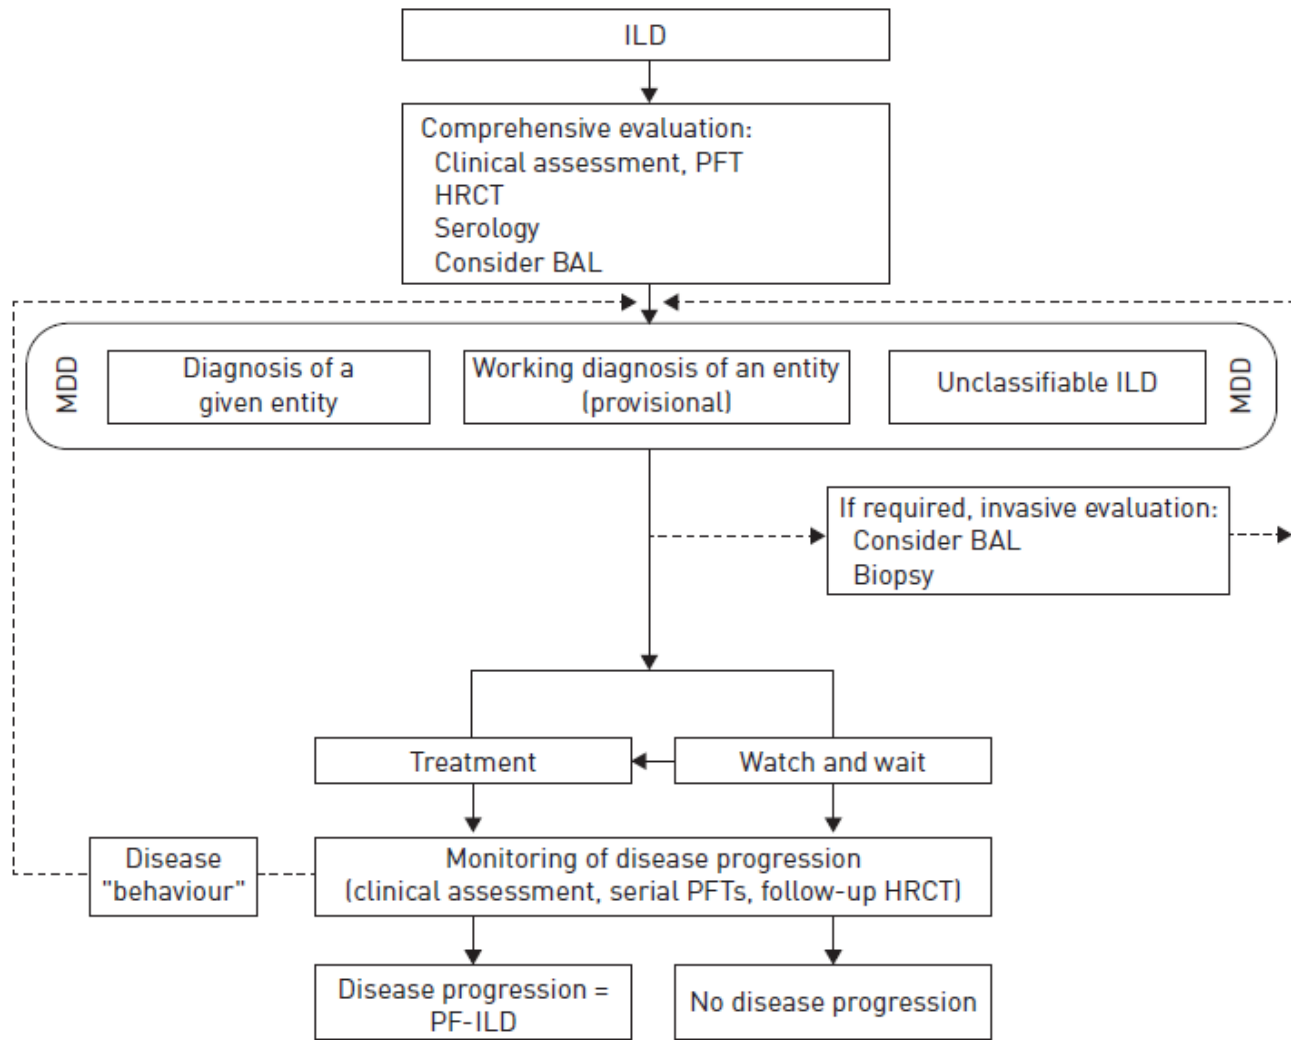 ILD
Comprehensive evaluation:
Clinical assessment, PFT
HRCT
Serology
Consider BAL
MDD
Diagnosis of a
given entity
Working diagnosis of an entity
(provisional)
Unclassifiable ILD
MDD
If required, invasive evaluation:
Consider BAL
Biopsy
Treatment
Watch and wait
Disease
"behaviour"
Monitoring of disease progression
(clinical assessment, serial PFTs, follow-up HRCT)
Disease progression =
PF-ILD
No disease progression